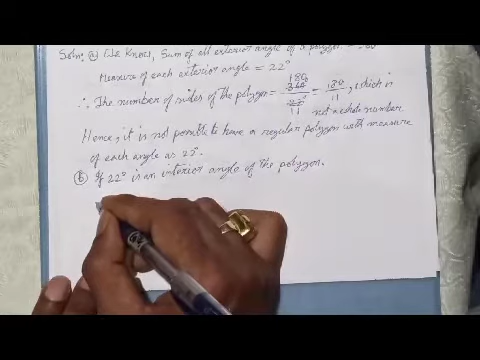 Soln: (a) We Know, Sum of all exterior angle of a polygon
Measure of each exterior angle = 22°
∴ The number of sides of the polygon = 360/22 180/11 = 180/11, which is
not a whole number
Hence, it is not possible to have a regular polygon with measure
of each angle as 22°.
(b) If 22° is an interior angle of the polygon.